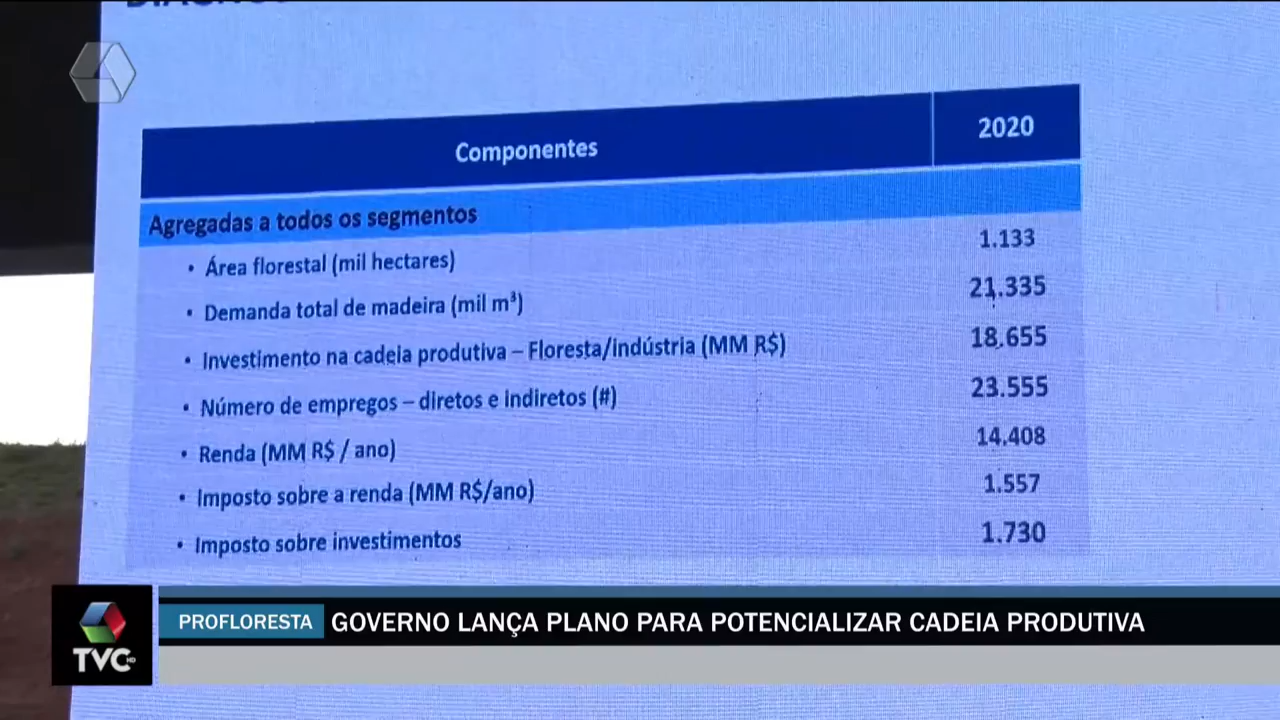 Componentes
2020
Agregadas a todos os segmentos
• Área florestal (mil hectares)
1.133
• Demanda total de madeira (mil m³)
21.335
• Investimento na cadeia produtiva – Floresta/indústria (MM R$)
18.655
• Número de empregos – diretos e indiretos (#)
23.555
• Renda (MM R$ / ano)
14.408
• Imposto sobre a renda (MM R$/ano)
1.557
• Imposto sobre investimentos
1.730
PROFLORESTA
GOVERNO LANÇA PLANO PARA POTENCIALIZAR CADEIA PRODUTIVA
TVC HD